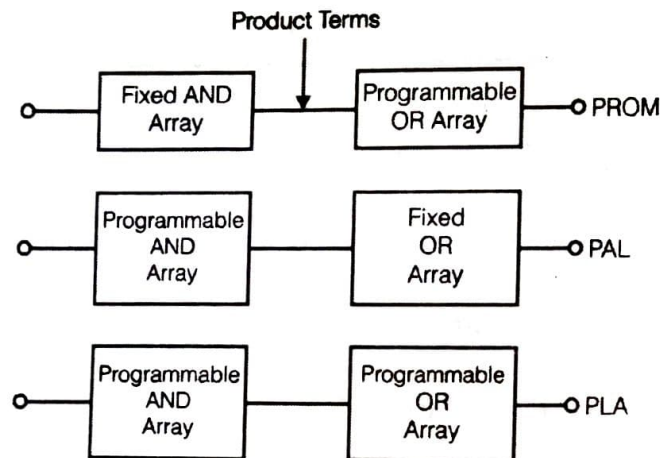 Product Terms
Fixed AND
Array
Programmable
OR Array
PROM
Programmable
AND
Array
Fixed
OR
Array
PAL
Programmable
AND
Array
Programmable
OR
Array
PLA